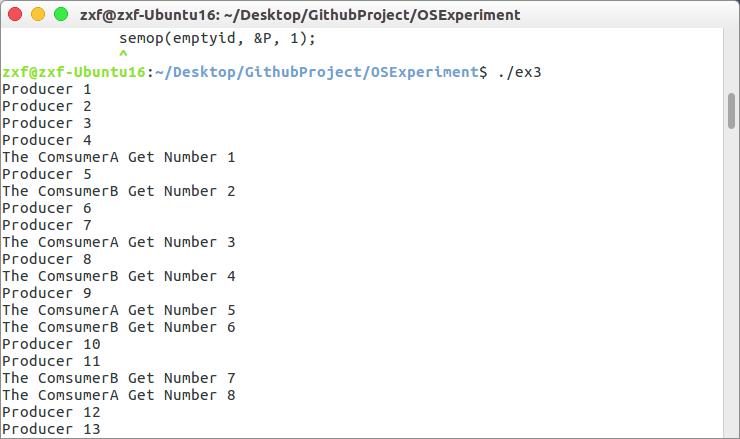 zxf@zxf-Ubuntu16: ~/Desktop/GithubProject/OSExperiment
semop(emptyid, &P, 1);
^
zxf@zxf-Ubuntu16:~/Desktop/GithubProject/OSExperiment$ ./ex3
Producer 1
Producer 2
Producer 3
Producer 4
The ComsumerA Get Number 1
Producer 5
The ComsumerB Get Number 2
Producer 6
Producer 7
The ComsumerA Get Number 3
Producer 8
The ComsumerB Get Number 4
Producer 9
The ComsumerA Get Number 5
The ComsumerB Get Number 6
Producer 10
Producer 11
The ComsumerB Get Number 7
The ComsumerA Get Number 8
Producer 12
Producer 13